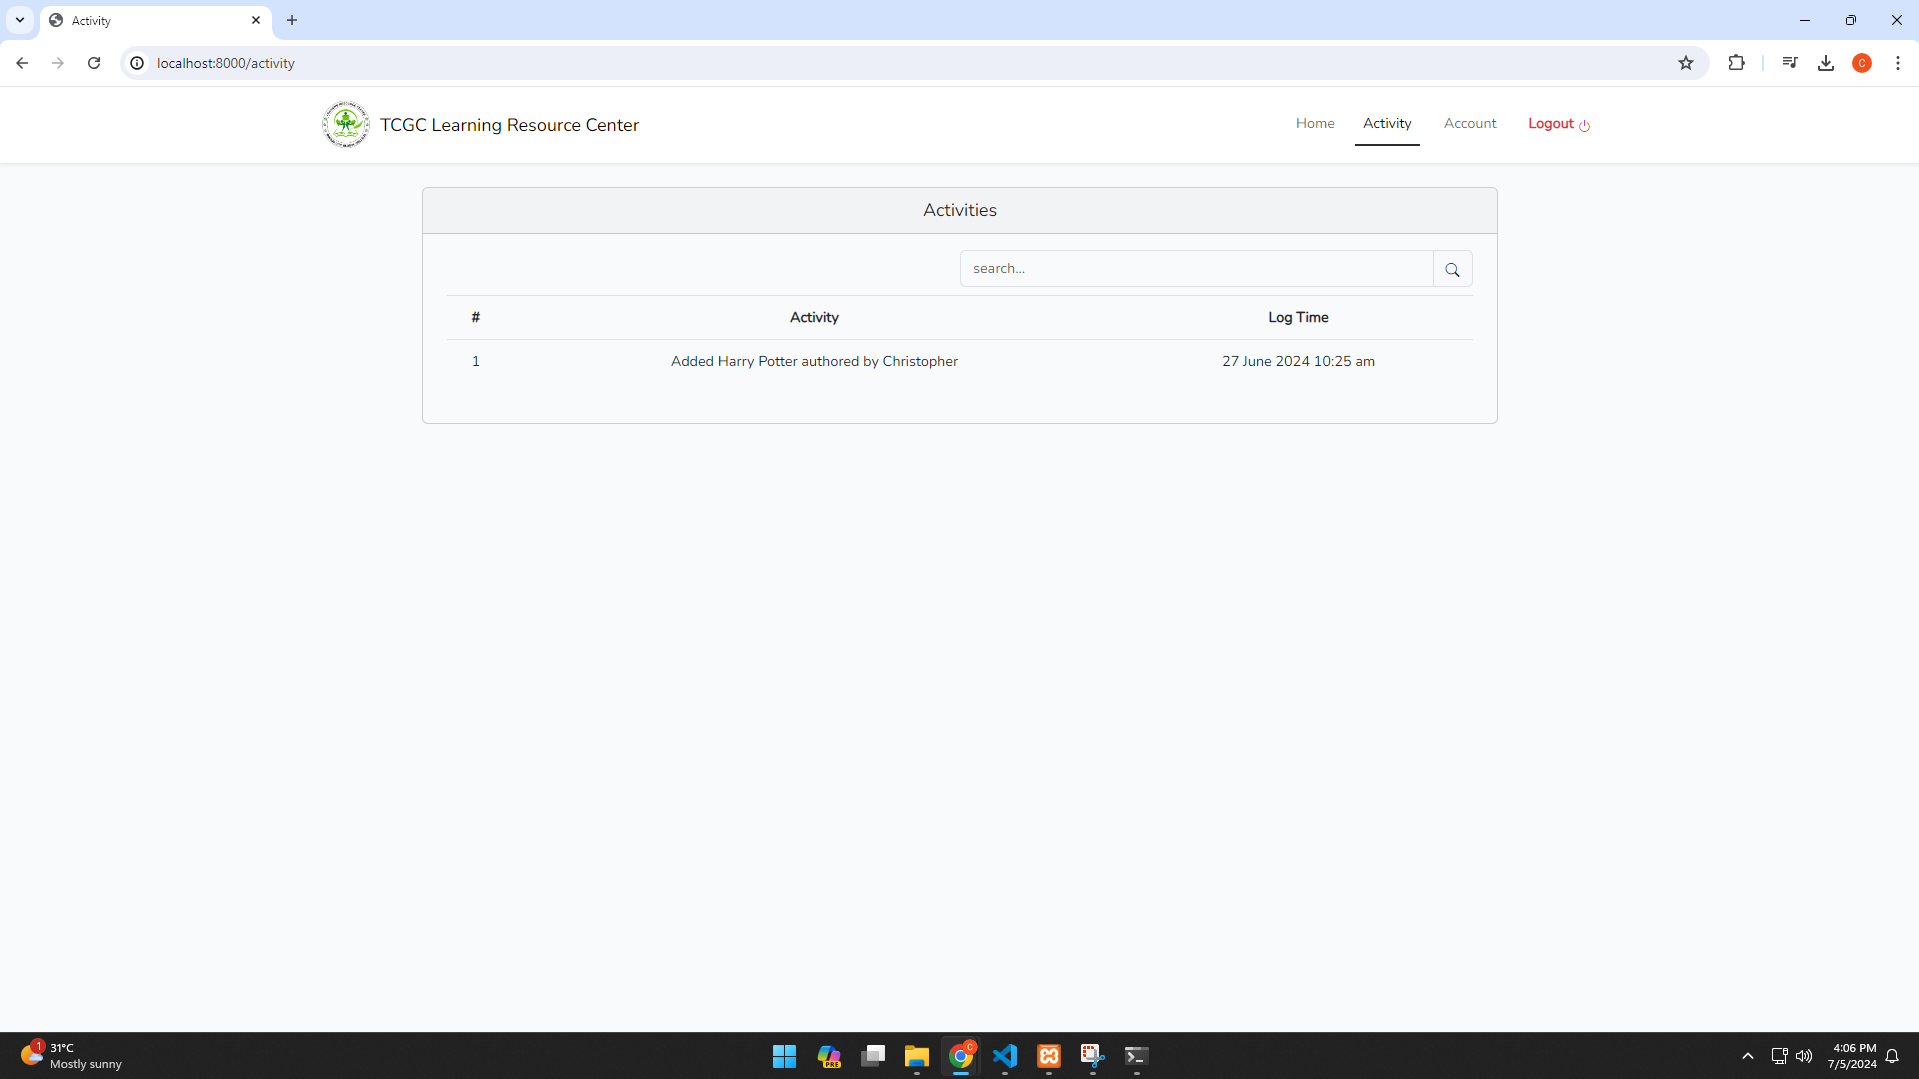 Activity
localhost:8000/activity
C
TCGC Learning Resource Center
Home Activity Account Logout
Activities
search...
# Activity Log Time
1 Added Harry Potter authored by Christopher 27 June 2024 10:25 am
1
31°C
Mostly sunny
PRE
C
4:06 PM
7/5/2024